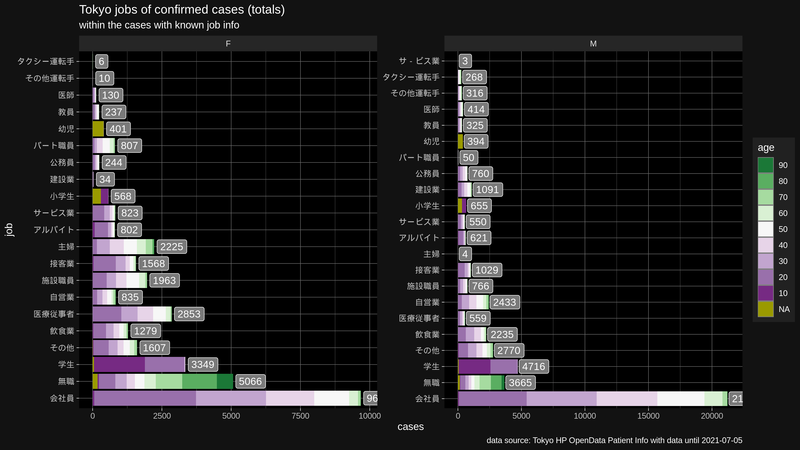 Tokyo jobs of confirmed cases (totals)
within the cases with known job info
F
M
タクシー運転手 6
その他運転手 10
医師 130
教員 237
幼児 401
パート職員 807
公務員 244
建設業 34
小学生 568
サービス業 823
アルバイト 802
主婦 2225
接客業 1568
施設職員 1963
自営業 835
医療従事者 2853
飲食業 1279
その他 1607
学生 3349
無職 5066
会社員 96
0 2500 5000 7500 10000
サ - ビス業 3
タクシー運転手 268
その他運転手 316
医師 414
教員 325
幼児 394
パート職員 50
公務員 760
建設業 1091
小学生 655
サービス業 550
アルバイト 621
主婦 4
接客業 1029
施設職員 766
自営業 2433
医療従事者 559
飲食業 2235
その他 2770
学生 4716
無職 3665
会社員 21
0 5000 10000 15000 20000
job
cases
age
90
80
70
60
50
40
30
20
10
NA
data source: Tokyo HP OpenData Patient Info with data until 2021-07-05